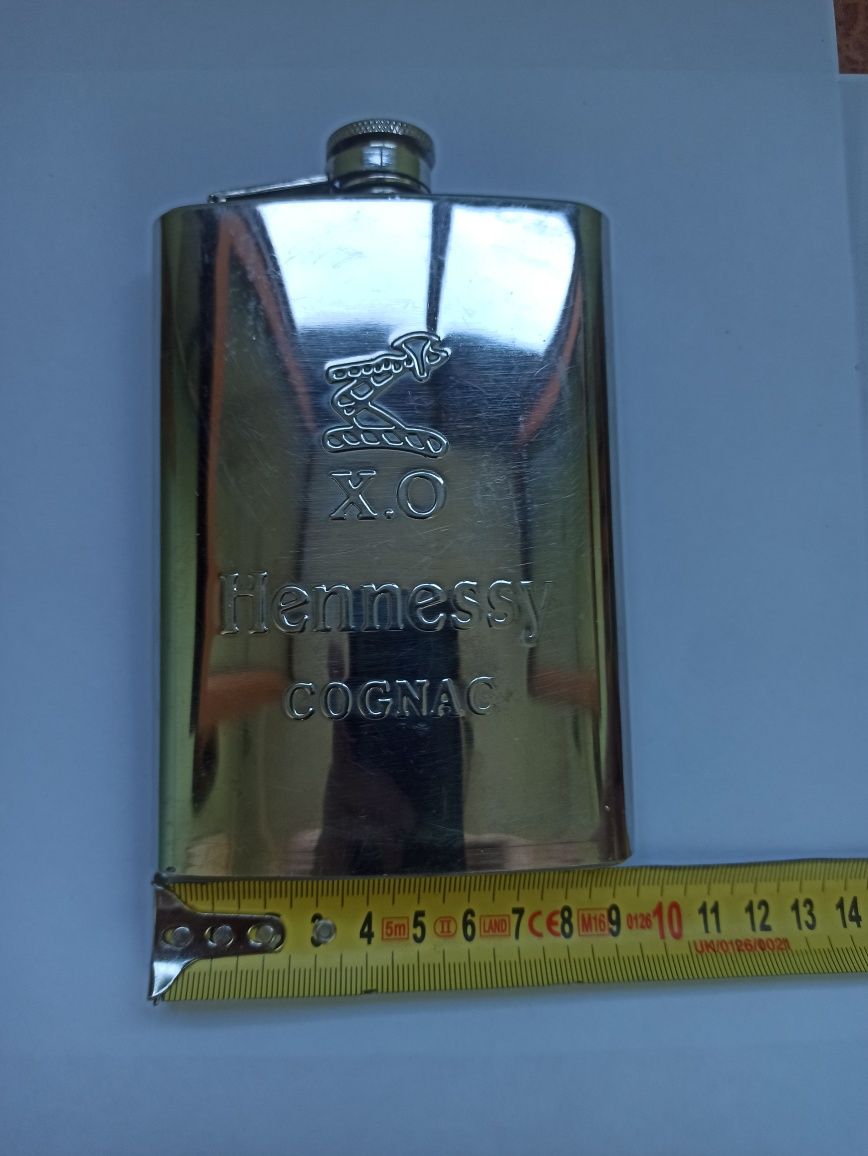 X.O
Hennessy
COGNAC
3 4 5m 5 II 6 LAND 7 CE 8 M16 9 0126 10 11 12 13 14
UK/0126/0021